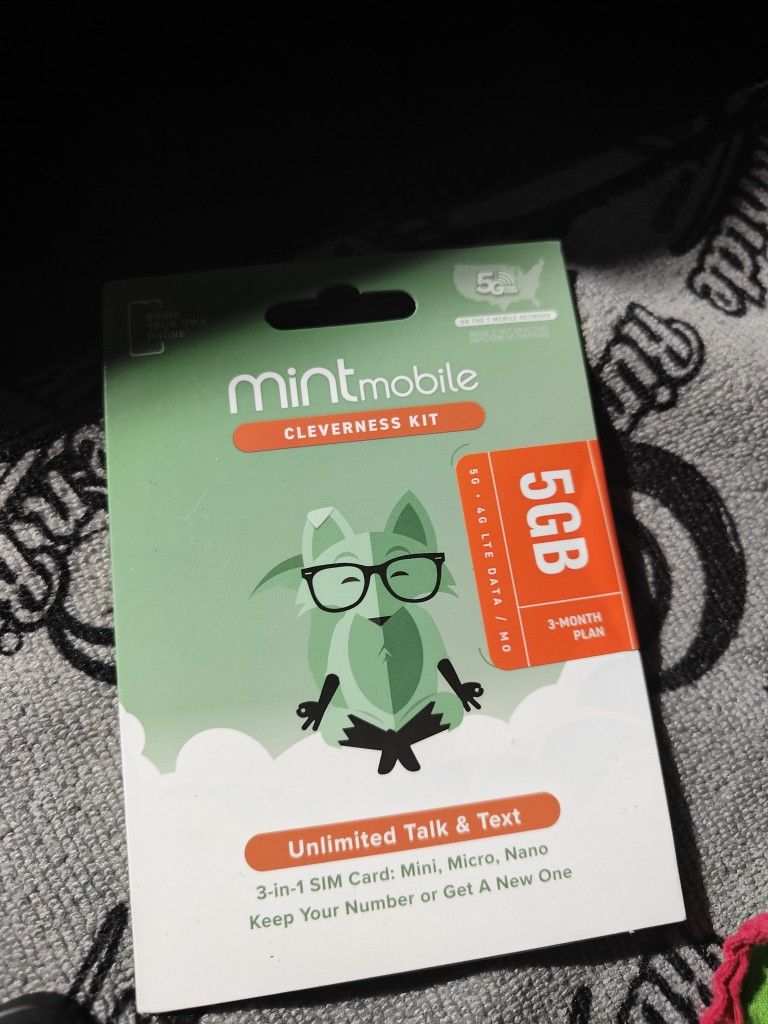 BRING
YOUR OWN
PHONE
5G
ON THE T-MOBILE NETWORK
mintmobile
CLEVERNESS KIT
5GB
5G • 4G LTE DATA / MO
3-MONTH
PLAN
Unlimited Talk & Text
3-in-1 SIM Card: Mini, Micro, Nano
Keep Your Number or Get A New One